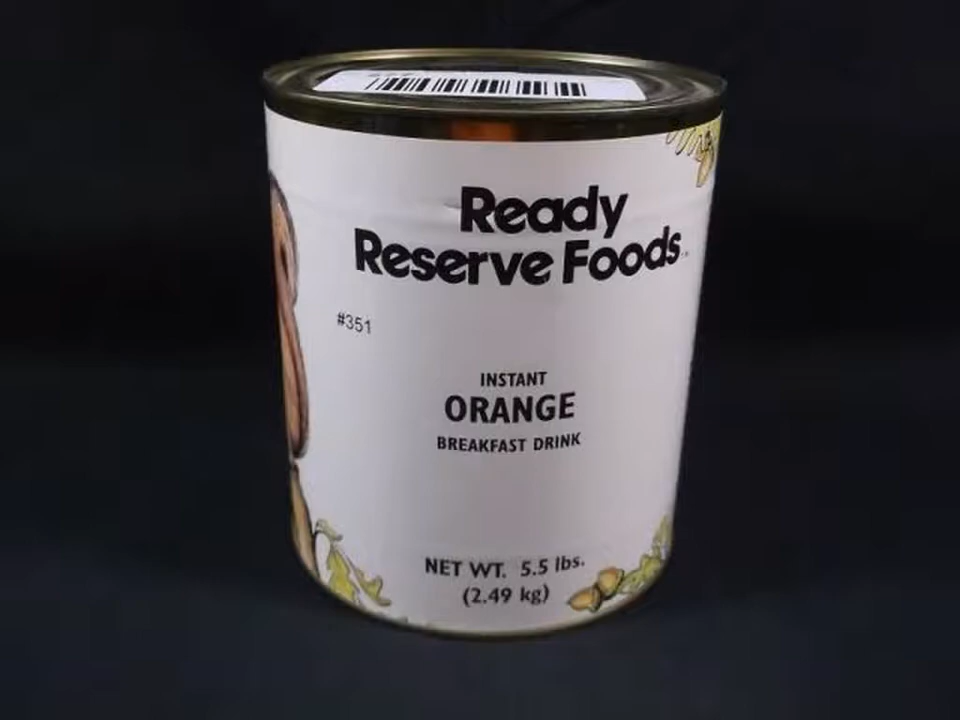 Ready
Reserve Foods
#351
INSTANT
ORANGE
BREAKFAST DRINK
NET WT. 5.5 lbs.
(2.49 kg)